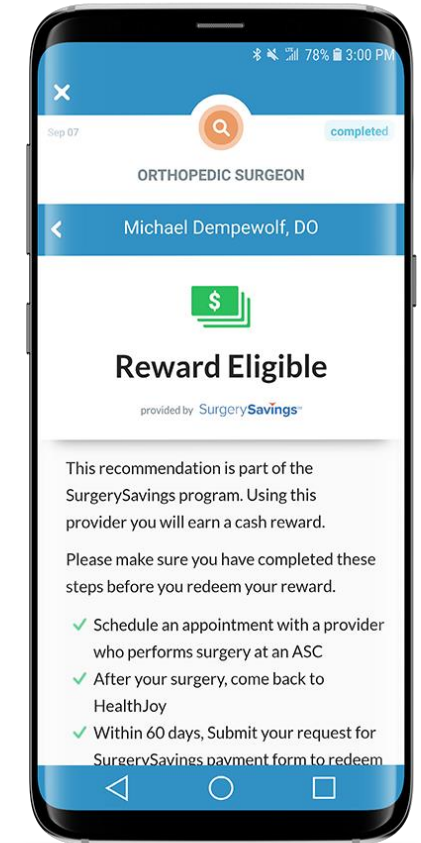 78% 3:00 PM
Sep 07
completed
ORTHOPEDIC SURGEON
Michael Dempewolf, DO
$
Reward Eligible
provided by SurgerySavings™
This recommendation is part of the
SurgerySavings program. Using this
provider you will earn a cash reward.
Please make sure you have completed these
steps before you redeem your reward.
Schedule an appointment with a provider
who performs surgery at an ASC
After your surgery, come back to
HealthJoy
Within 60 days, Submit your request for
SurgerySavings payment form to redeem